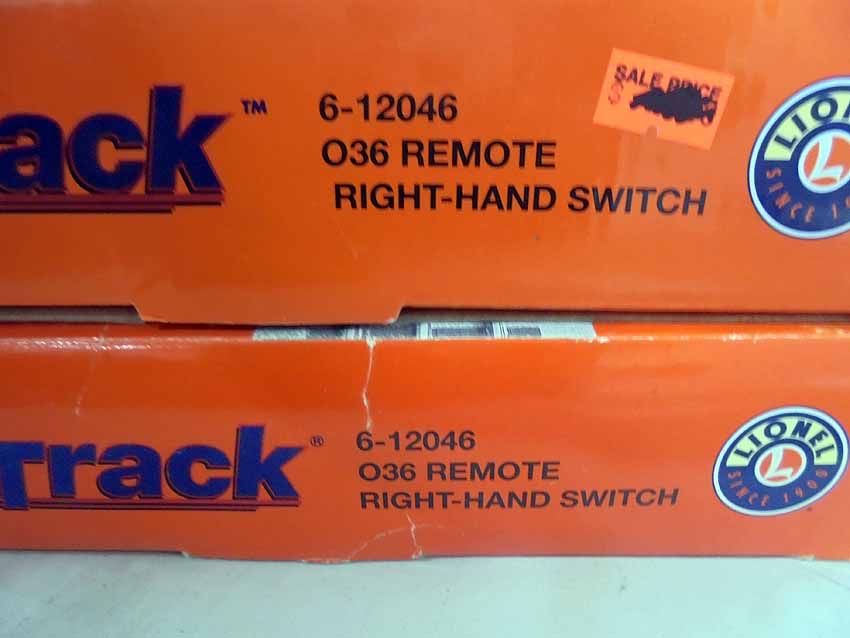 ack™
6-12046
O36 REMOTE
RIGHT-HAND SWITCH
SALE PRICE
$
LIONEL
SINCE 19
Track®
6-12046
O36 REMOTE
RIGHT-HAND SWITCH
LIONEL
L
SINCE 1900